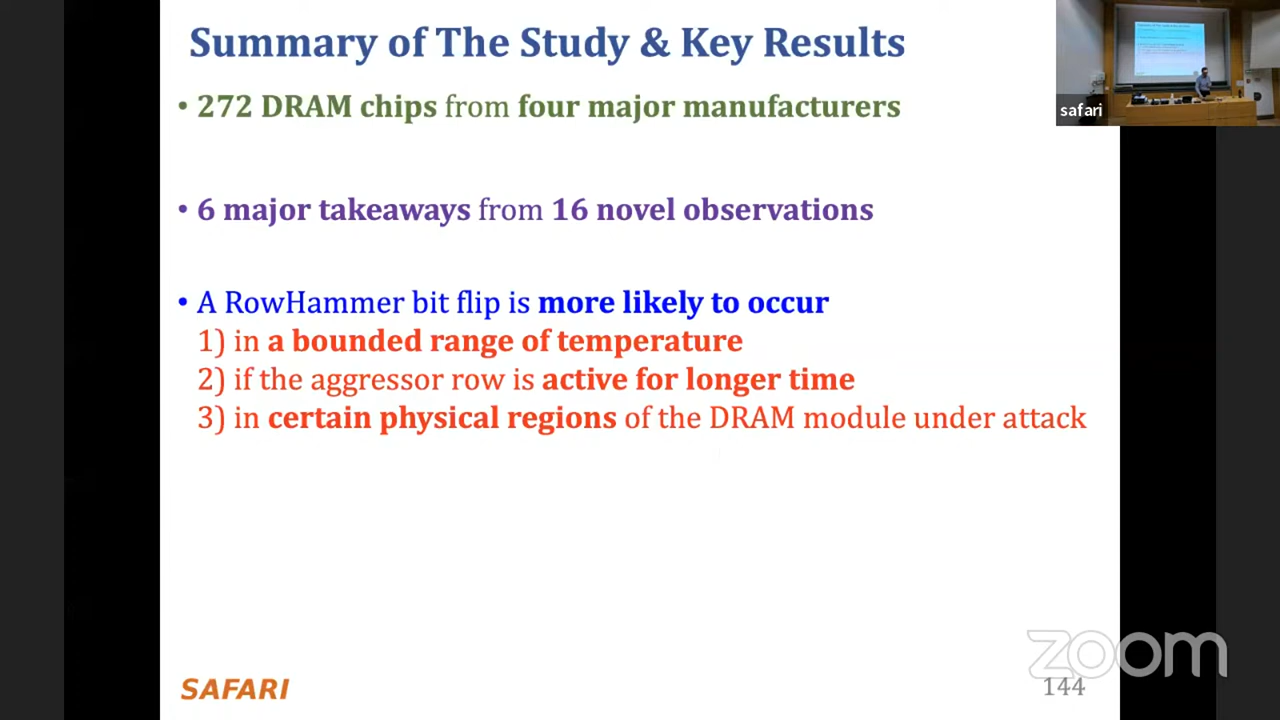 Summary of The Study & Key Results
• 272 DRAM chips from four major manufacturers
• 6 major takeaways from 16 novel observations
• A RowHammer bit flip is more likely to occur
1) in a bounded range of temperature
2) if the aggressor row is active for longer time
3) in certain physical regions of the DRAM module under attack
safari
SAFARI
zoom
144